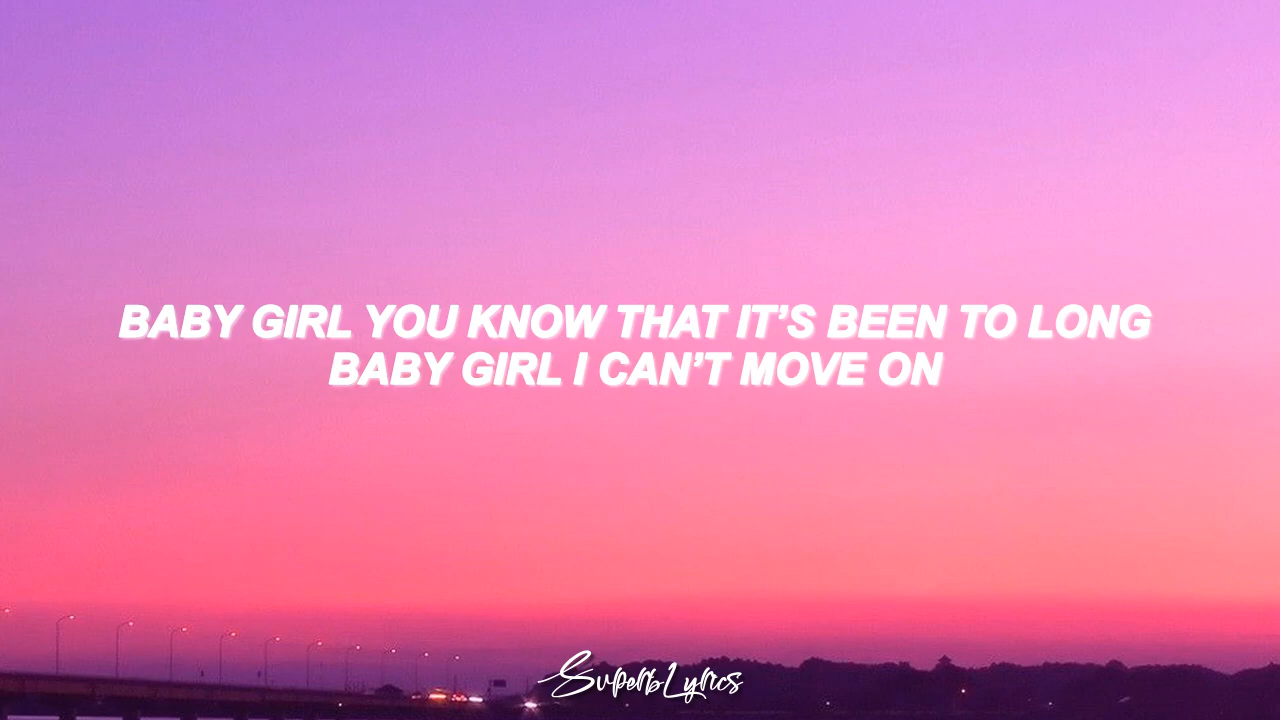 BABY GIRL YOU KNOW THAT IT’S BEEN TO LONG
BABY GIRL I CAN’T MOVE ON
SuperbLyrics